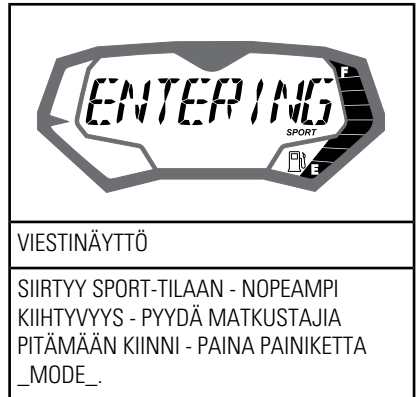 ENTERING
F
SPORT
E
VIESTINÄYTTÖ
SIIRTYY SPORT-TILAAN - NOPEAMPI
KIIHTYVYYS - PYYDÄ MATKUSTAJIA
PITÄMÄÄN KIINNI - PAINA PAINIKETTA
_MODE_.